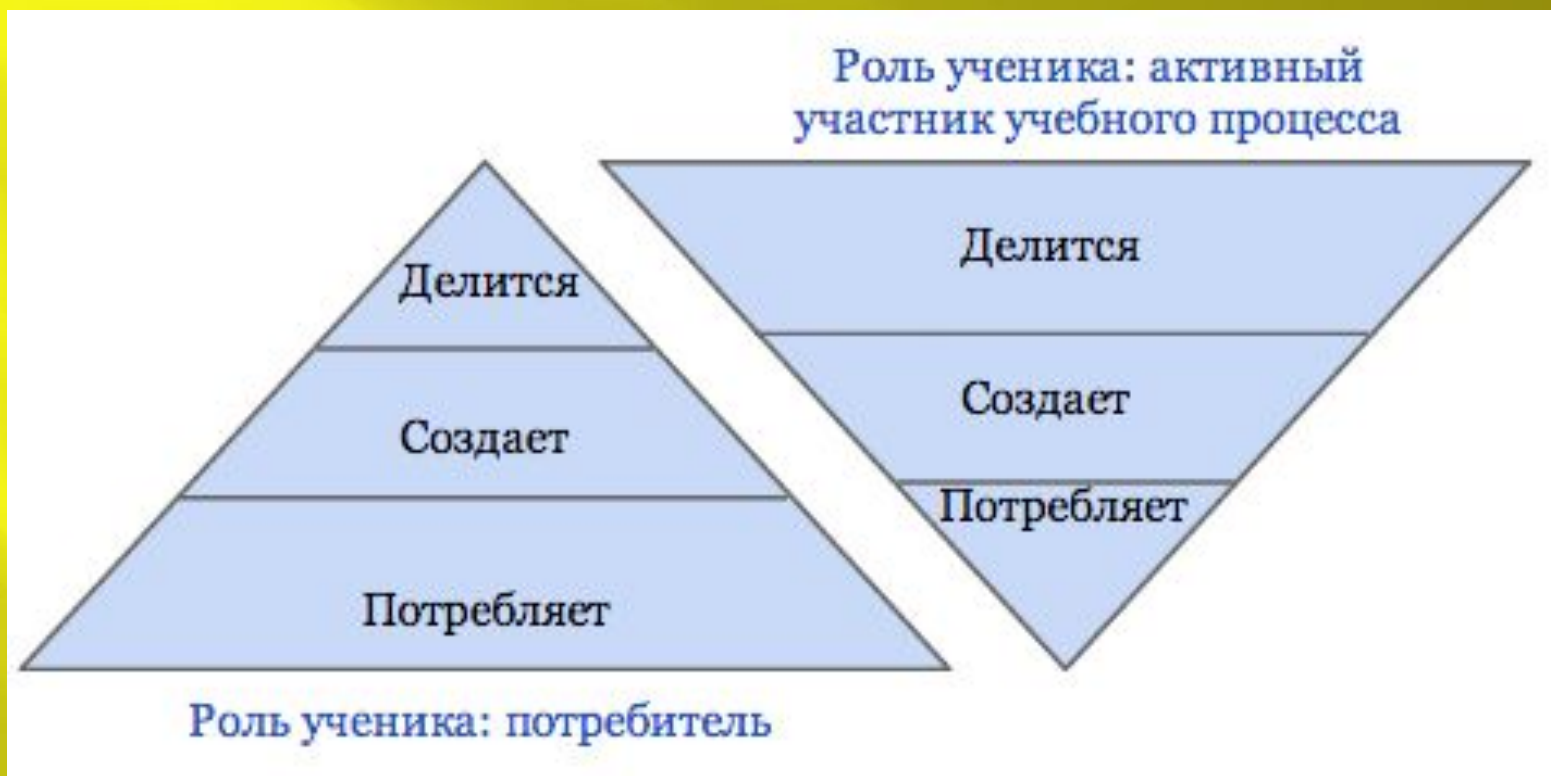 Роль ученика: активный
участник учебного процесса
Делится
Создает
Потребляет
Делится
Создает
Потребляет
Роль ученика: потребитель